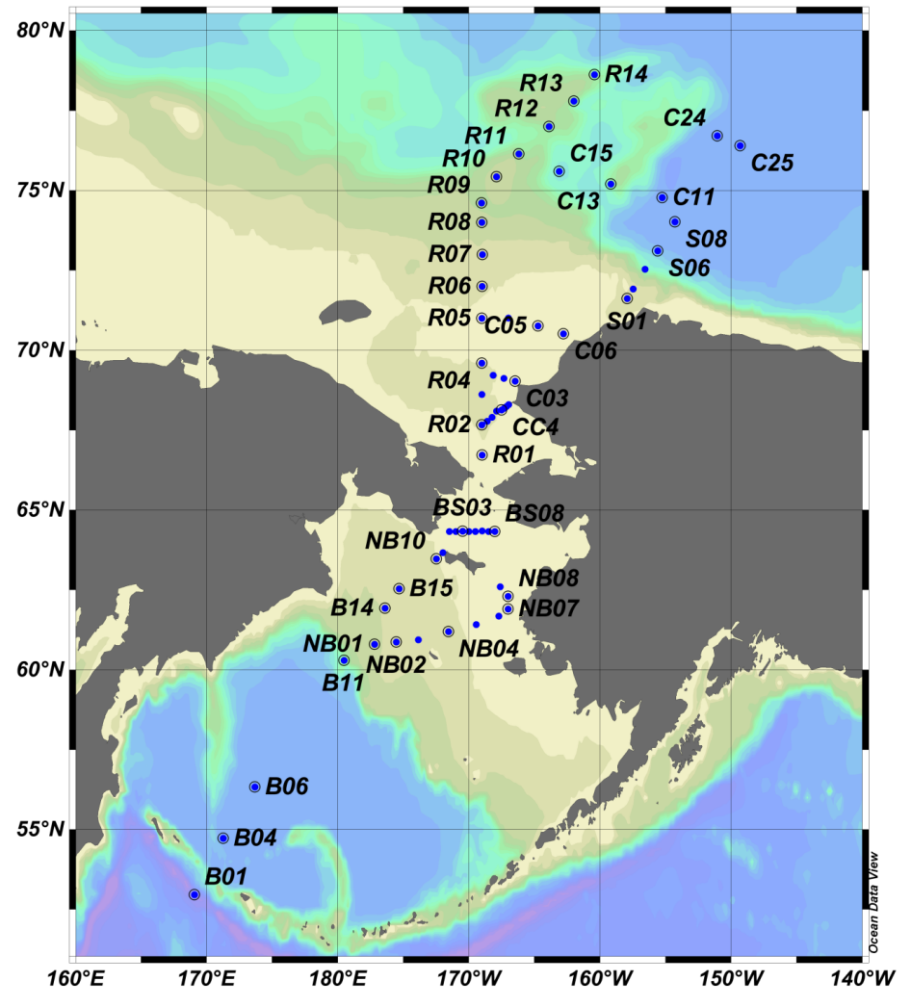 80°N
R14
R13
R12
C24
R11
C15
C25
R10
R09
75°N
C13
C11
R08
S08
R07
S06
R06
S01
R05
C05
C06
70°N
R04
C03
R02
CC4
R01
65°N
BS03
BS08
NB10
NB08
B15
B14
NB07
NB01
NB04
NB02
60°N
B11
B06
55°N
B04
B01
Ocean Data View
160°E
170°E
180°E
170°W
160°W
150°W
140°W